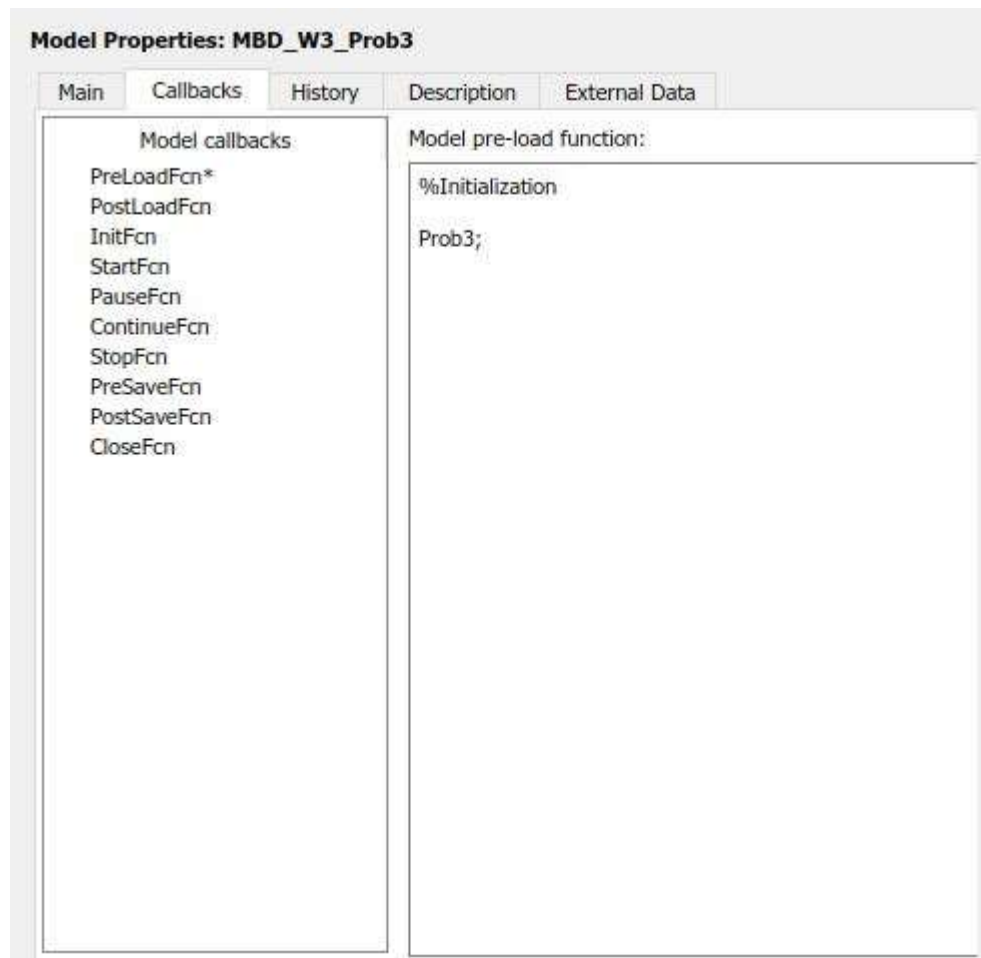 Model Properties: MBD_W3_Prob3
Main Callbacks History Description External Data
Model callbacks
PreLoadFcn*
PostLoadFcn
InitFcn
StartFcn
PauseFcn
ContinueFcn
StopFcn
PreSaveFcn
PostSaveFcn
CloseFcn
Model pre-load function:
%Initialization
Prob3;